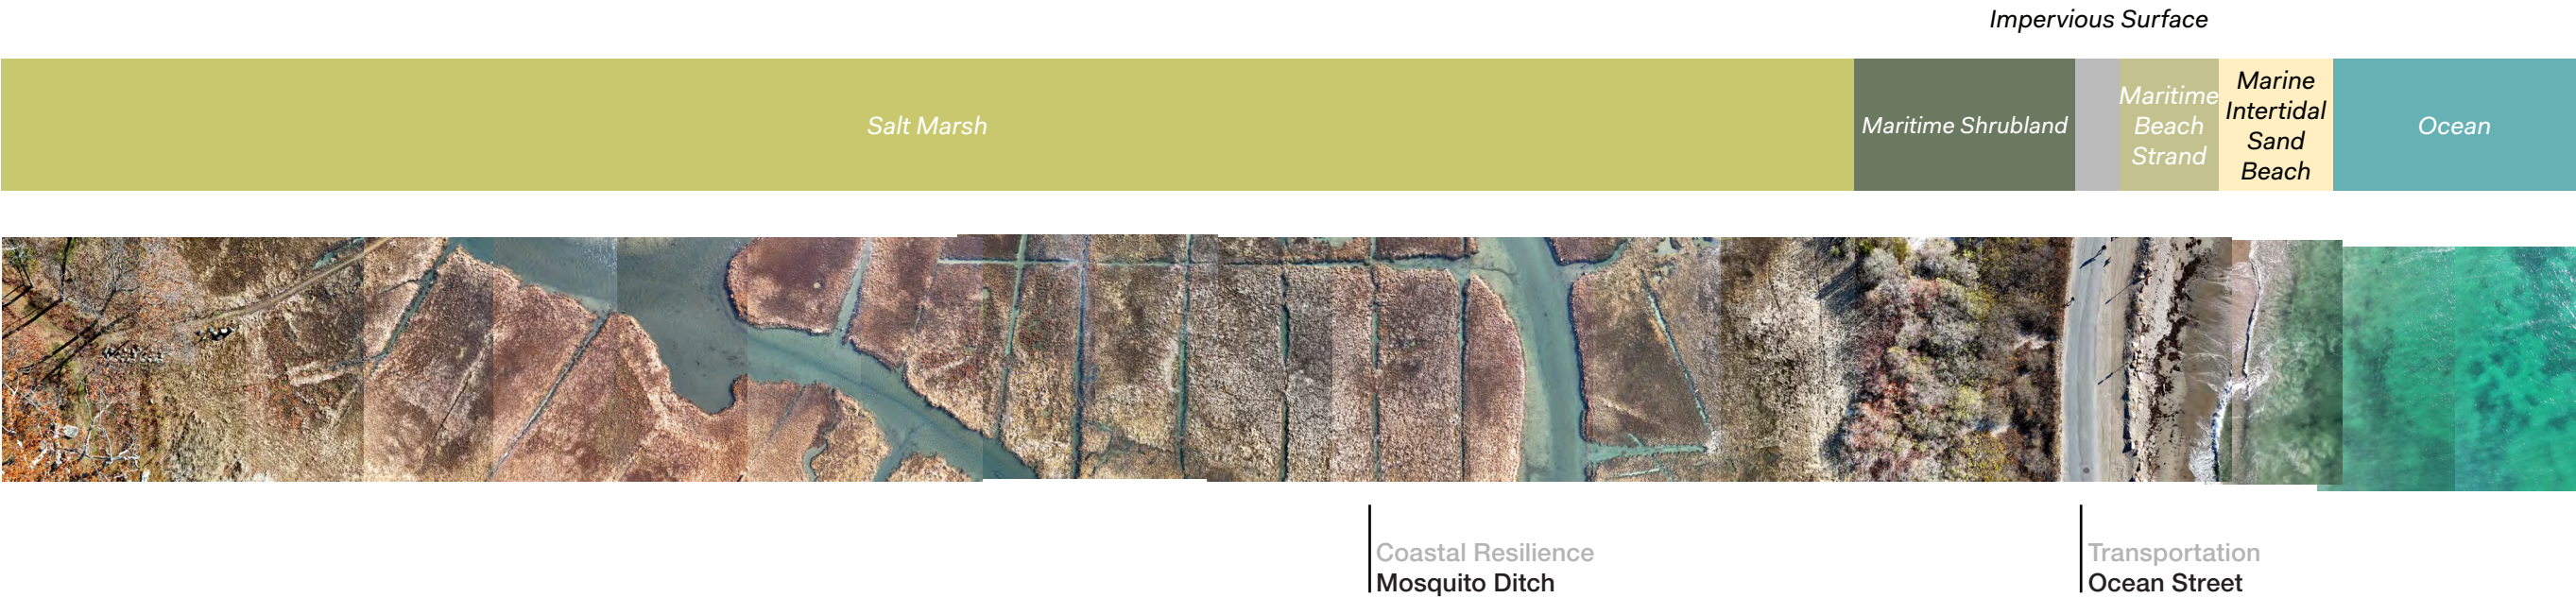 Impervious Surface
Salt Marsh
Maritime Shrubland
Maritime
Beach
Strand
Marine
Intertidal
Sand
Beach
Ocean
Coastal Resilience
Mosquito Ditch
Transportation
Ocean Street